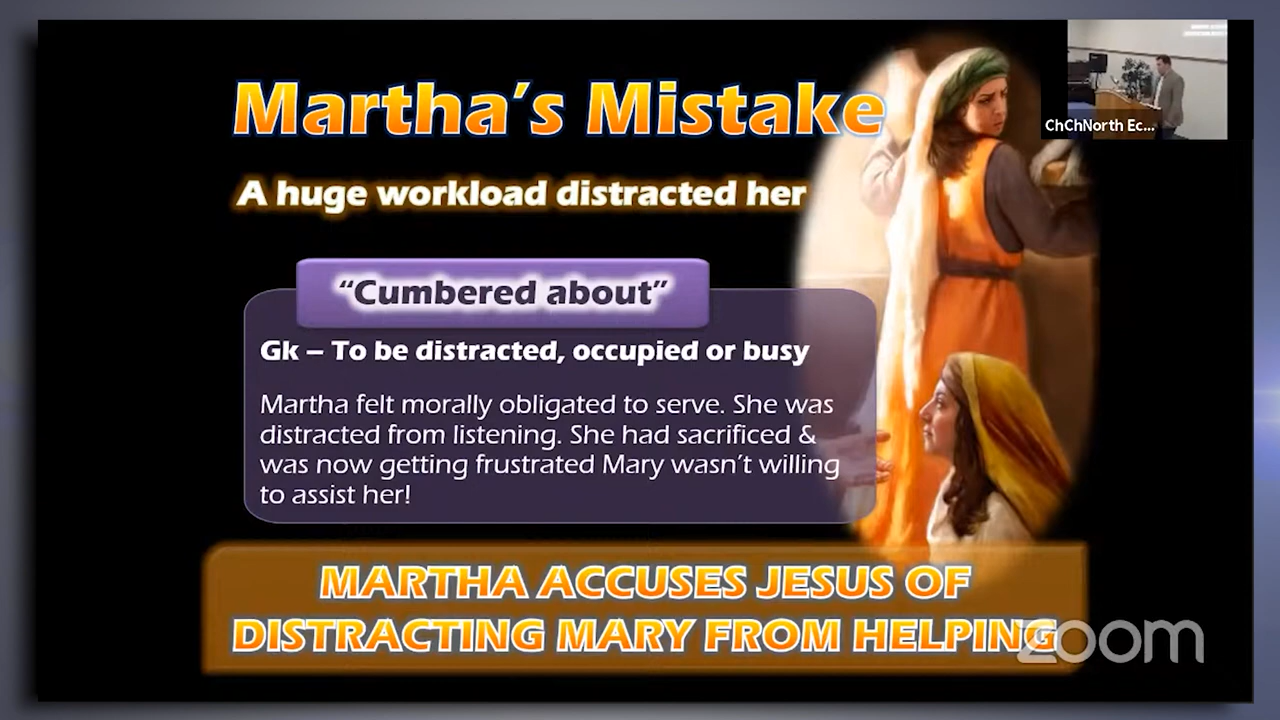 Martha's Mistake
A huge workload distracted her
“Cumbered about”
Gk – To be distracted, occupied or busy
Martha felt morally obligated to serve. She was
distracted from listening. She had sacrificed &
was now getting frustrated Mary wasn't willing
to assist her!
MARTHA ACCUSES JESUS OF
DISTRACTING MARY FROM HELPING
ChChNorth Ec...
zoom